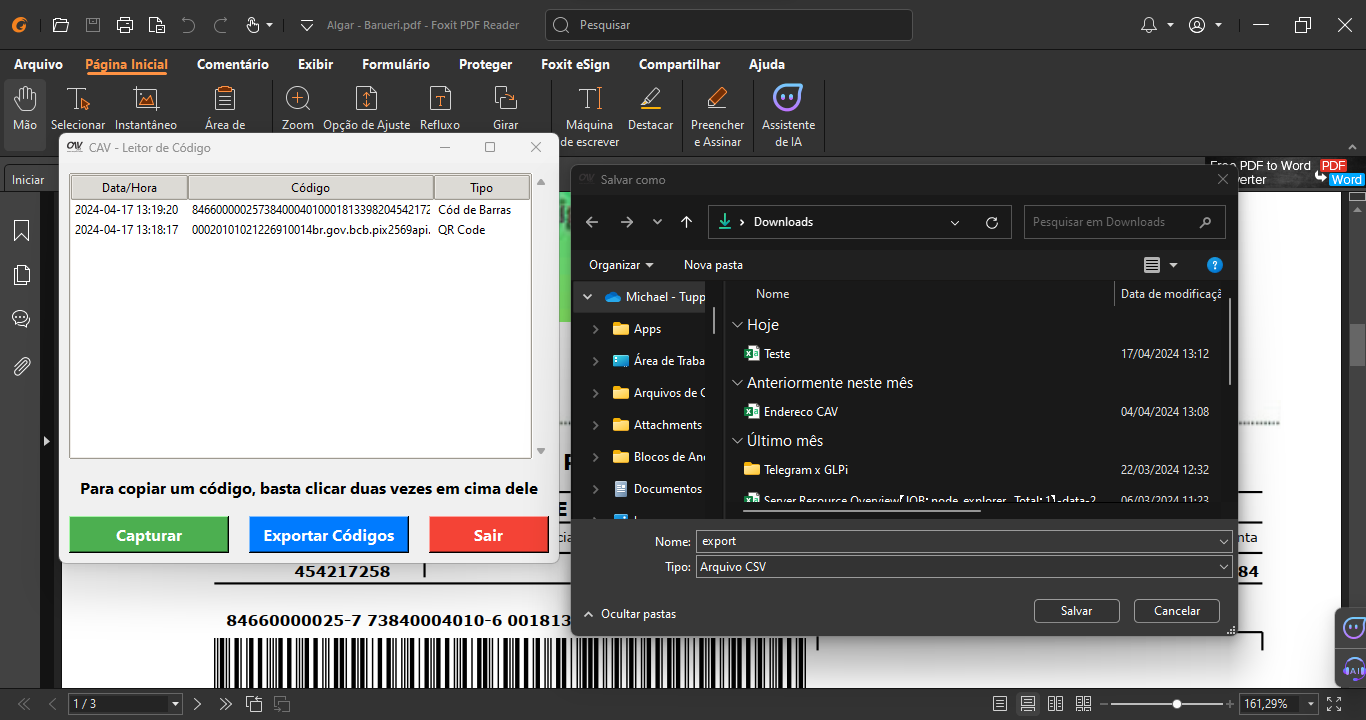 Algar - Barueri.pdf - Foxit PDF Reader
Pesquisar
Arquivo Página Inicial Comentário Exibir Formulário Proteger Foxit eSign Compartilhar Ajuda
Mão
Selecionar
Instantâneo
Área de
Zoom
Opção de Ajuste
Refluxo
Girar
Máquina
de escrever
Destacar
Preencher
e Assinar
Assistente
de IA
Iniciar
PDF to Word
PDF
Word
CAV - Leitor de Código
Data/Hora Código Tipo
2024-04-17 13:19:20 8466000002573840004010001813398204542172 Cód de Barras
2024-04-17 13:18:17 00020101021226910014br.gov.bcb.pix2569api. QR Code
Para copiar um código, basta clicar duas vezes em cima dele
Capturar Exportar Códigos Sair
Salvar como
Downloads
Pesquisar em Downloads
Organizar Nova pasta
Michael - Tupp
Apps
Área de Traba
Arquivos de
Attachments
Blocos de
Documentos
Nome Data de modificaçã
Hoje
Teste 17/04/2024 13:12
Anteriormente neste mês
Endereco CAV 04/04/2024 13:08
Último mês
Telegram x GLPi 22/03/2024 12:32
Server Resource Overview【JOB: node_exporter, Total: 1】-data-2 06/03/2024 11:23
Nome: export
Tipo: Arquivo CSV
Ocultar pastas
Salvar Cancelar
454217258
84
84660000025-7 73840004010-6 001813
1 / 3
161,29%